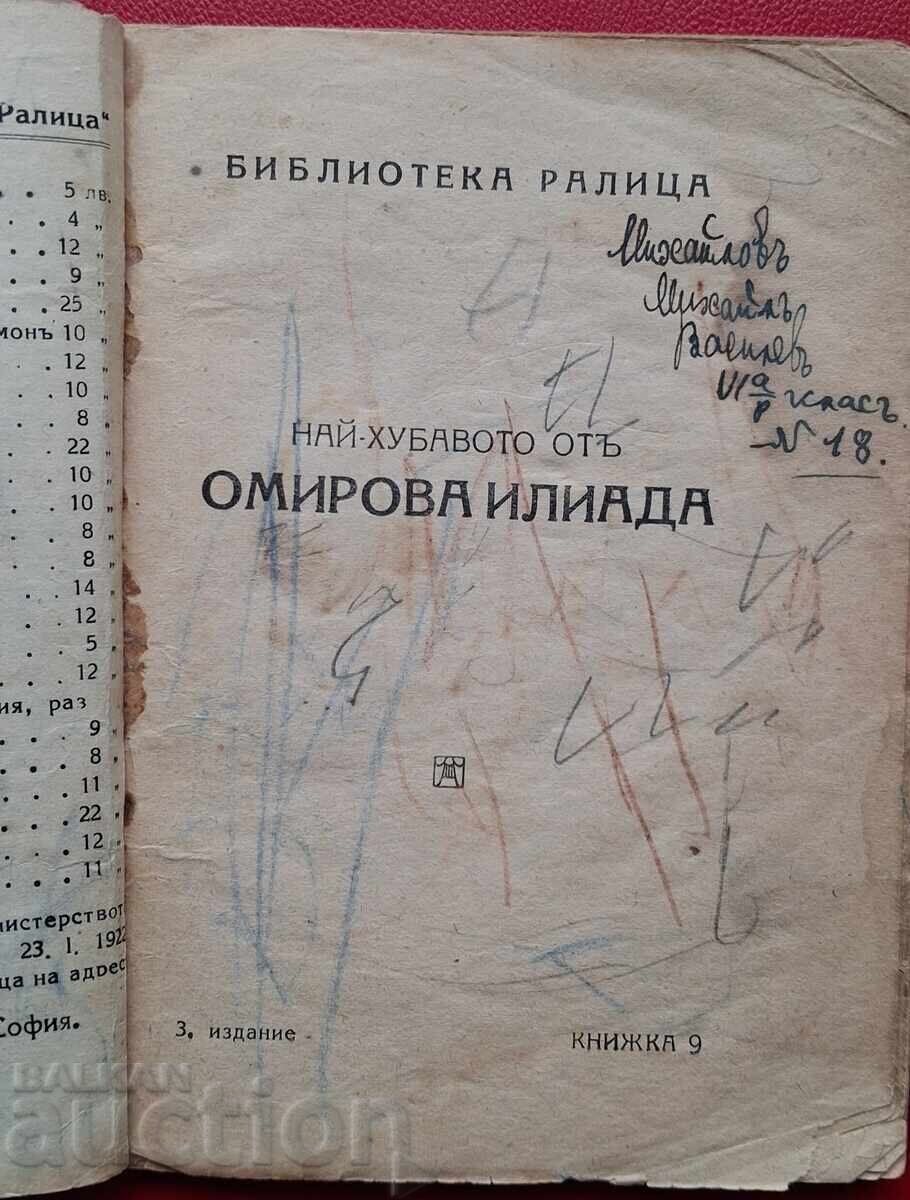 Ралица“
. . 5 лв.
. . 4 „
. . 12 „
. . 9 „
. . 25 „
монъ 10 „
. . 12 „
. . 10 „
. . 8 „
. . 22 „
. . 10 „
. . 10 „
. . 8 „
. . 8 „
. . 14 „
. . 12 „
. . 5 „
. . 12 „
ия, раз
. . 9 „
. . 8 „
. . 11 „
. . 22 „
. . 12 „
. . 11 „
нистерството
23. I. 1922
ца на адрес
София.
БИБЛИОТЕКА РАЛИЦА
Михайловъ
Михаилъ
Василевъ
VI а/р класъ
N 18.
НАЙ-ХУБАВОТО ОТЪ
ОМИРОВА ИЛИАДА
3. издание
КНИЖКА 9
BALKAN
auction